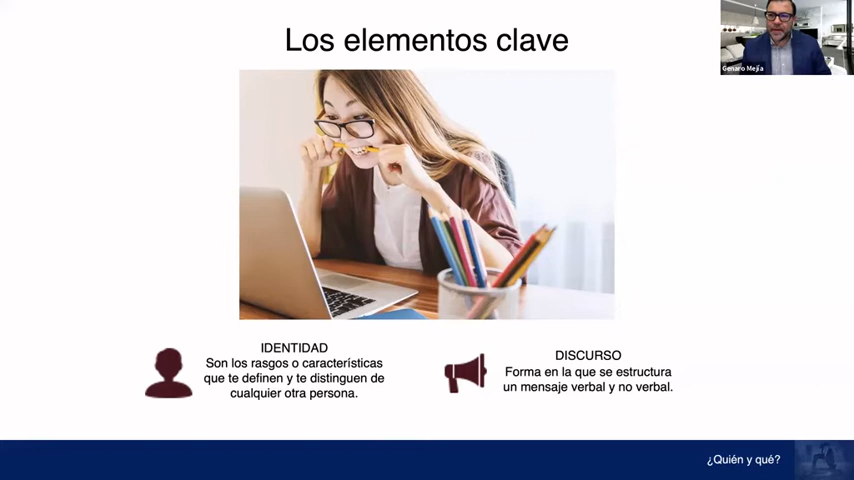 Los elementos clave
Genaro Mejía
IDENTIDAD
Son los rasgos o características
que te definen y te distinguen de
cualquier otra persona.
DISCURSO
Forma en la que se estructura
un mensaje verbal y no verbal.
¿Quién y qué?